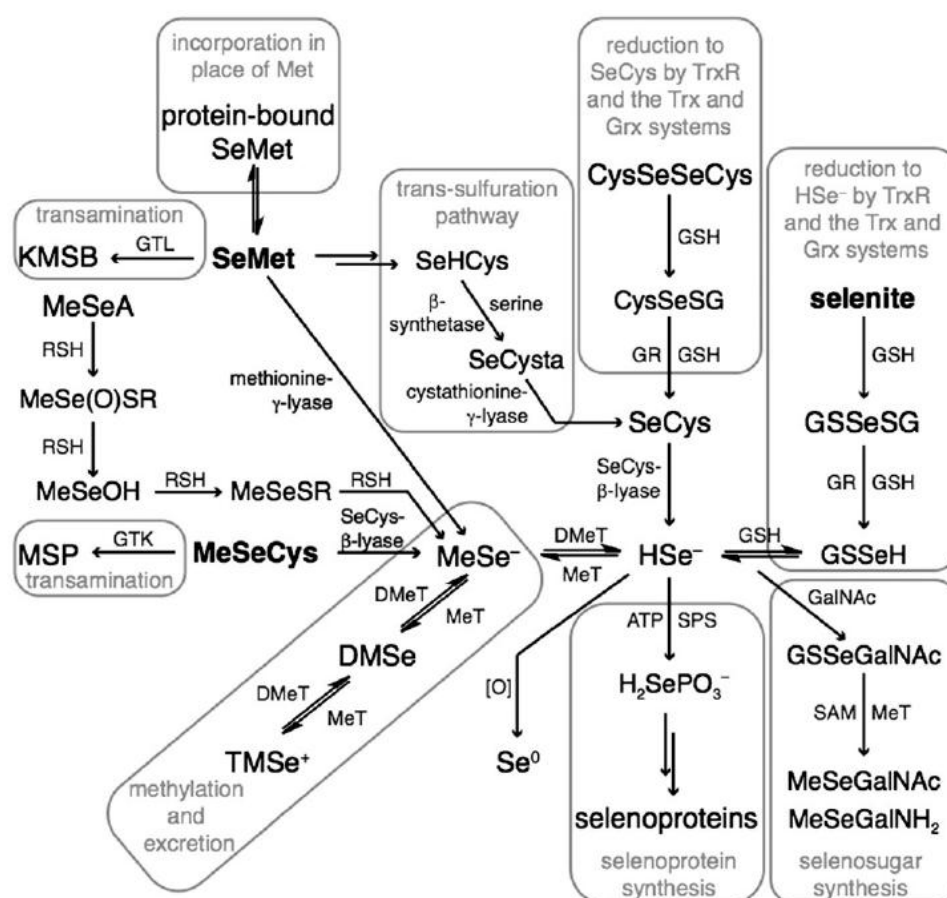 incorporation in
place of Met
protein-bound
SeMet
reduction to
SeCys by TrxR
and the Trx and
Grx systems
CysSeSeCys
GSH
CysSeSG
GR GSH
reduction to
HSe⁻ by TrxR
and the Trx and
Grx systems
selenite
GSH
GSSeSG
GR GSH
GSSeH
trans-sulfuration
pathway
SeHCys
β-
synthetase
serine
SeCysta
cystathionine-
γ-lyase
SeCys
SeCys-
β-lyase
transamination
KMSB
GTL
SeMet
methionine-
γ-lyase
MeSeA
RSH
MeSe(O)SR
RSH
MeSeOH
RSH
MeSeSR
RSH
MSP
GTK
MeSeCys
transamination
SeCys-
β-lyase
MeSe⁻
DMeT
MeT
HSe⁻
GSH
DMeT
MeT
DMSe
DMeT
MeT
TMSe⁺
methylation
and
excretion
[O]
Se⁰
ATP SPS
H₂SePO₃⁻
selenoproteins
selenoprotein
synthesis
GalNAc
GSSeGalNAc
SAM MeT
MeSeGalNAc
MeSeGalNH₂
selenosugar
synthesis